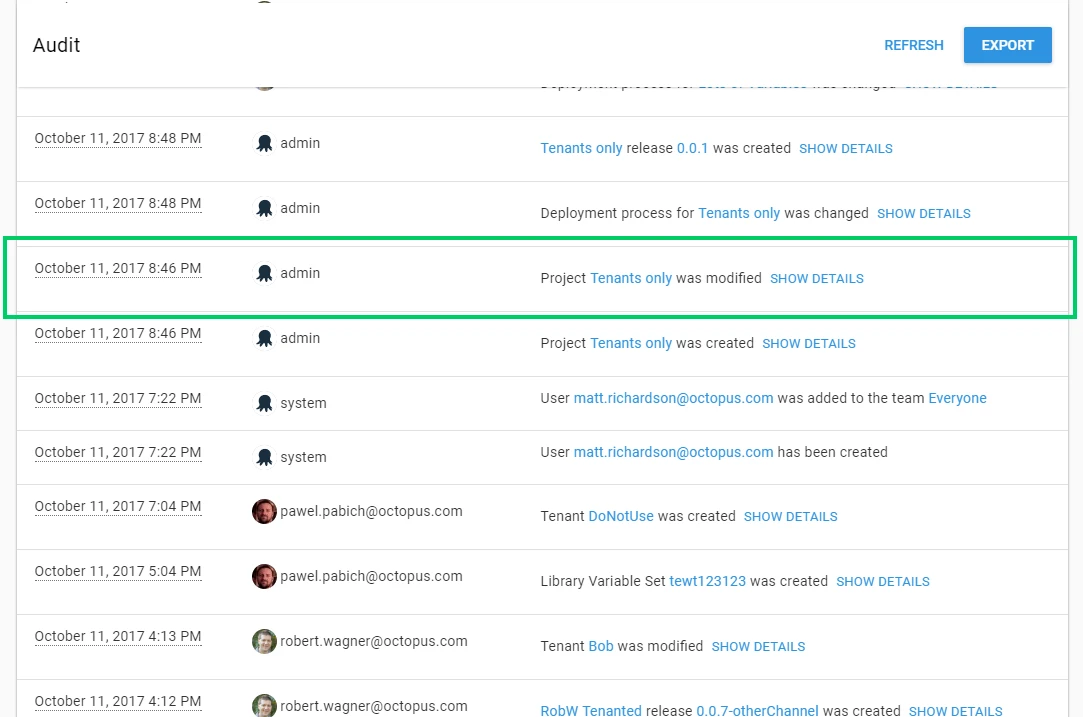 Audit
REFRESH
EXPORT
Deployment process for Lots of variables was changed SHOW DETAILS
October 11, 2017 8:48 PM admin Tenants only release 0.0.1 was created SHOW DETAILS
October 11, 2017 8:48 PM admin Deployment process for Tenants only was changed SHOW DETAILS
October 11, 2017 8:46 PM admin Project Tenants only was modified SHOW DETAILS
October 11, 2017 8:46 PM admin Project Tenants only was created SHOW DETAILS
October 11, 2017 7:22 PM system User matt.richardson@octopus.com was added to the team Everyone
October 11, 2017 7:22 PM system User matt.richardson@octopus.com has been created
October 11, 2017 7:04 PM pawel.pabich@octopus.com Tenant DoNotUse was created SHOW DETAILS
October 11, 2017 5:04 PM pawel.pabich@octopus.com Library Variable Set tewt123123 was created SHOW DETAILS
October 11, 2017 4:13 PM robert.wagner@octopus.com Tenant Bob was modified SHOW DETAILS
October 11, 2017 4:12 PM robert.wagner@octopus.com RobW Tenanted release 0.0.7-otherChannel was created SHOW DETAILS